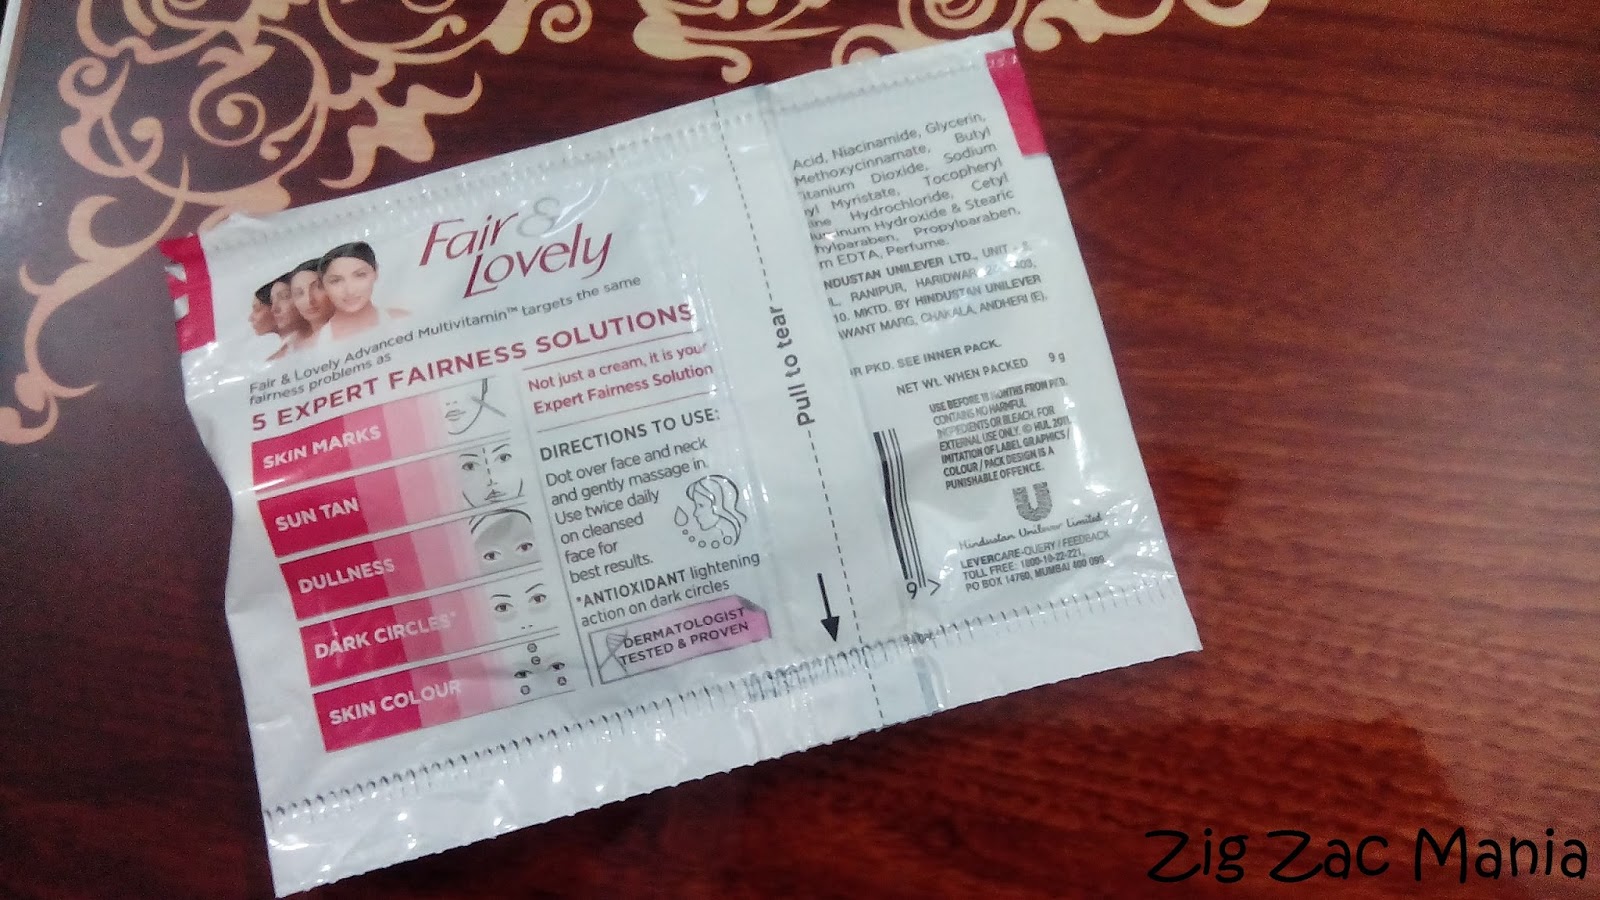 Fair &
Lovely
Fair & Lovely Advanced Multivitamin™ targets the same
fairness problems as
5 EXPERT FAIRNESS SOLUTIONS
SKIN MARKS
SUN TAN
DULLNESS
DARK CIRCLES*
SKIN COLOUR
Not just a cream, it is your
Expert Fairness Solution
DIRECTIONS TO USE:
Dot over face and neck
and gently massage in.
Use twice daily
on cleansed
face for
best results.
*ANTIOXIDANT lightening
action on dark circles
DERMATOLOGIST
TESTED & PROVEN
Pull to tear
Acid, Niacinamide, Glycerin,
Methoxycinnamate, Butyl
Dioxide, Sodium
Myristate, Tocopheryl
Hydrochloride, Cetyl
Hydroxide & Stearic
Propylparaben,
EDTA, Perfume.
UNILEVER LTD., UNIT
RANIPUR, HARIDWAR
MKTD. BY HINDUSTAN UNILEVER
MARG, CHAKALA, ANDHERI (E),
PKD. SEE INNER PACK.
NET WT. WHEN PACKED 9 g
USE BEFORE 18 MONTHS FROM PKD.
CONTAINS NO HARMFUL
INGREDIENTS OR BLEACH. FOR
EXTERNAL USE ONLY. © HUL 2011.
IMITATION OF LABEL GRAPHICS /
COLOUR / PACK DESIGN IS A
PUNISHABLE OFFENCE.
Hindustan Unilever Limited
LEVERCARE-QUERY / FEEDBACK
TOLL FREE: 1800-10-22-221,
PO BOX 14760, MUMBAI 400 099
9 >
Zig Zac Mania